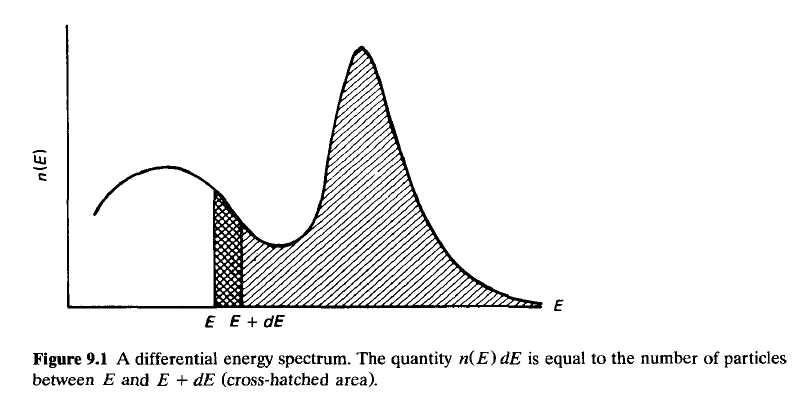 n(E)
E
E E + dE
Figure 9.1 A differential energy spectrum. The quantity n(E) dE is equal to the number of particles
between E and E + dE (cross-hatched area).